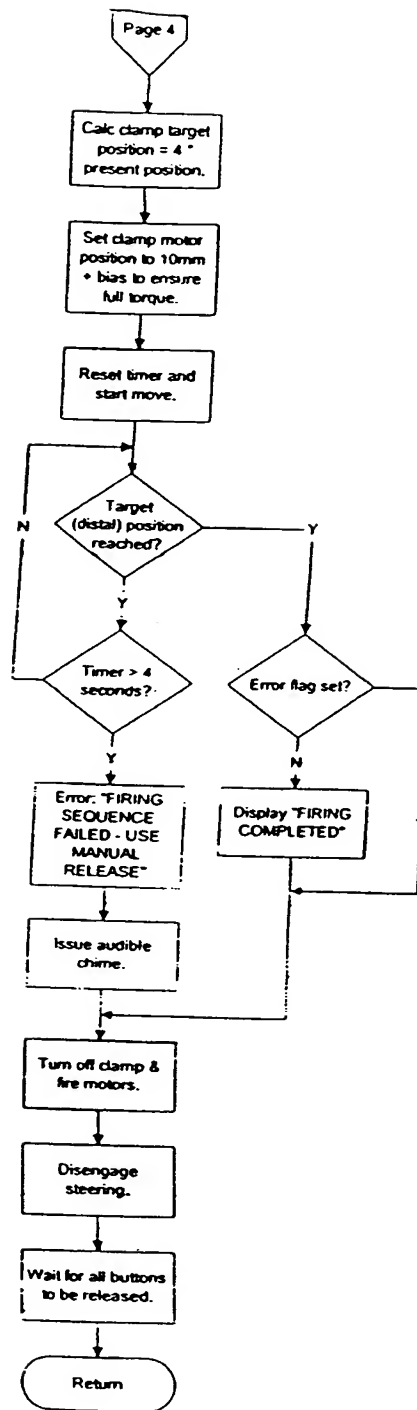 Page 4
Calc clamp target
position = 4 "
present position.
Set clamp motor
position to 10mm
+ bias to ensure
full torque.
Reset timer and
start move.
Target
(distal) position
reached?
N
Y
Y
Timer > 4
seconds?
Error flag set?
Y
N
Error: "FIRING
SEQUENCE
FAILED - USE
MANUAL
RELEASE"
Display "FIRING
COMPLETED"
Issue audible
chime.
Turn off clamp &
fire motors.
Disengage
steering.
Wait for all buttons
to be released.
Return